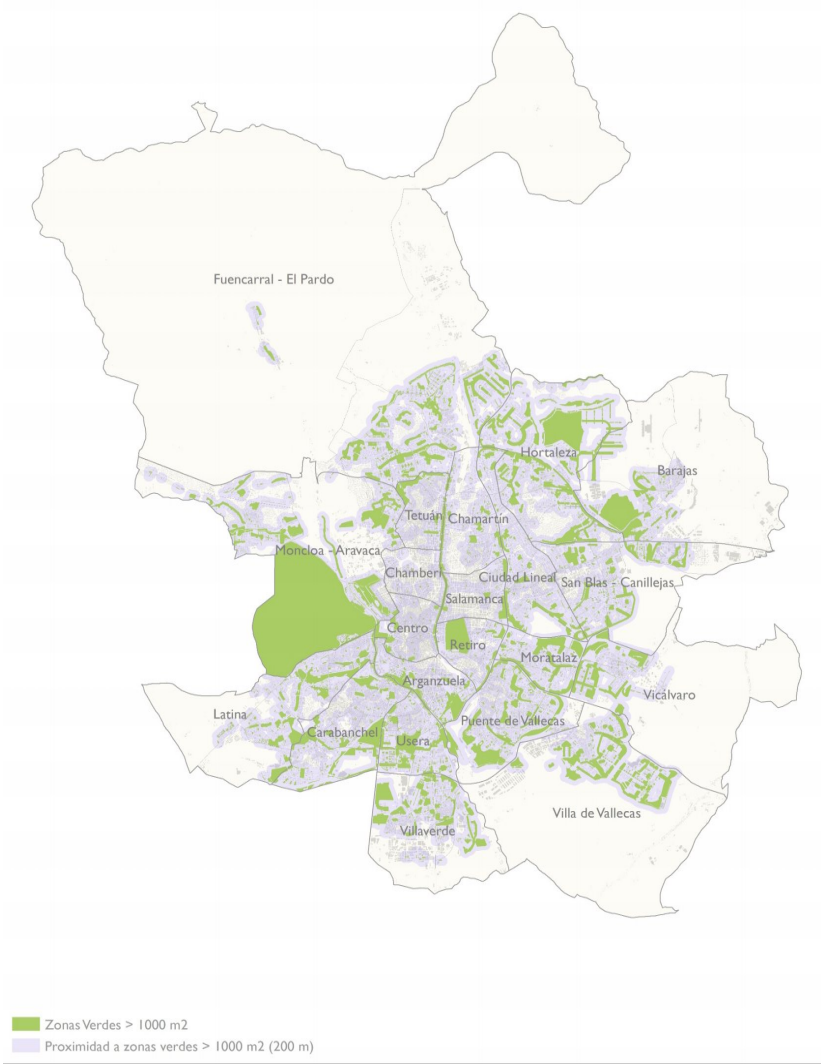 Fuencarral - El Pardo
Hortaleza
Barajas
Tetuán
Chamartín
Moncloa - Aravaca
Chamberí
Ciudad Lineal
San Blas - Canillejas
Salamanca
Centro
Retiro
Moratalaz
Arganzuela
Vicálvaro
Latina
Carabanchel
Usera
Puente de Vallecas
Villa de Vallecas
Villaverde
Zonas Verdes > 1000 m2
Proximidad a zonas verdes > 1000 m2 (200 m)